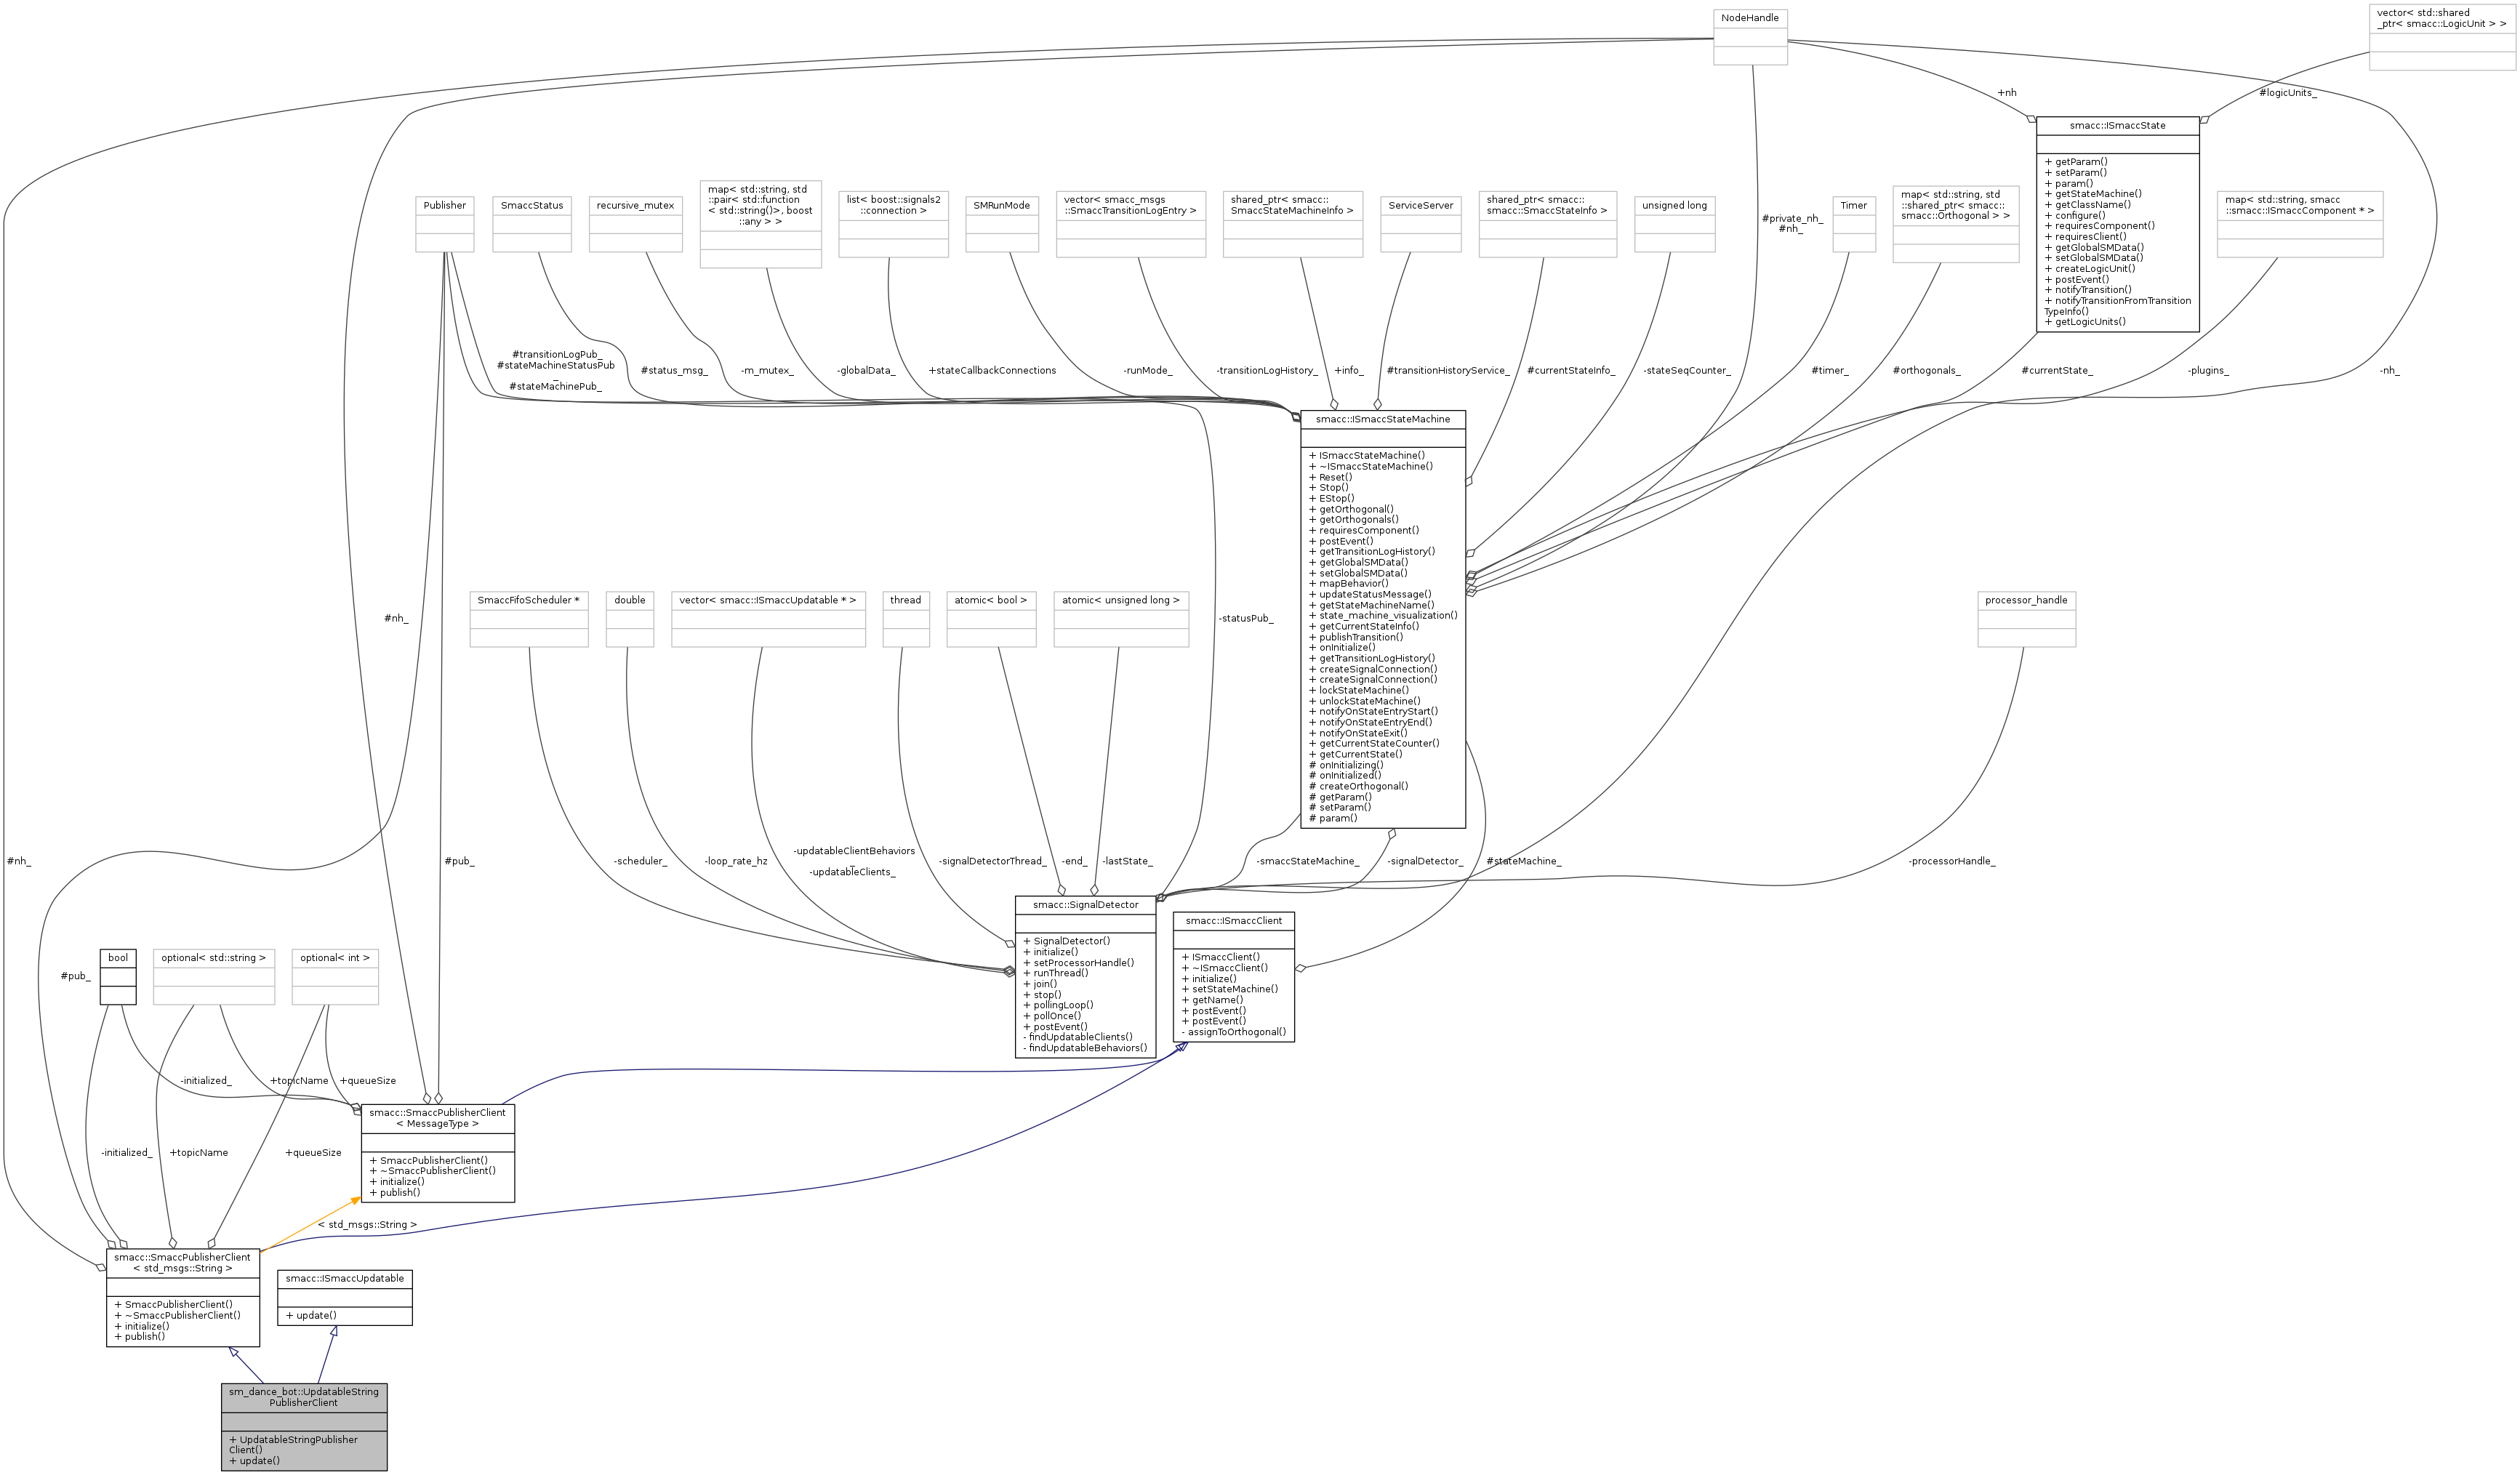 NodeHandle
vector< std::shared
_ptr< smacc::LogicUnit > >
+nh
#logicUnits_
smacc::ISmaccState
+ getParam()
+ setParam()
+ param()
+ getStateMachine()
+ getClassName()
+ configure()
+ requiresComponent()
+ requiresClient()
+ getGlobalSMData()
+ setGlobalSMData()
+ createLogicUnit()
+ postEvent()
+ notifyTransition()
+ notifyTransitionFromTransition
TypeInfo()
+ getLogicUnits()
Publisher
SmaccStatus
recursive_mutex
map< std::string, std
::pair< std::function
< std::string()>, boost
::any > >
list< boost::signals2
::connection >
SMRunMode
vector< smacc_msgs
::SmaccTransitionLogEntry >
shared_ptr< smacc::
SmaccStateMachineInfo >
ServiceServer
shared_ptr< smacc::
smacc::SmaccStateInfo >
unsigned long
#private_nh_
#nh_
Timer
map< std::string, std
::shared_ptr< smacc::
smacc::Orthogonal > >
map< std::string, smacc
::smacc::ISmaccComponent * >
#transitionLogPub_
#stateMachineStatusPub
_
#stateMachinePub_
#status_msg_
-m_mutex_
-globalData_
+stateCallbackConnections
-runMode_
-transitionLogHistory_
+info_
#transitionHistoryService_
#currentStateInfo_
-stateSeqCounter_
#timer_
#orthogonals_
#currentState_
-plugins_
-nh_
smacc::ISmaccStateMachine
+ ISmaccStateMachine()
+ ~ISmaccStateMachine()
+ Reset()
+ Stop()
+ EStop()
+ getOrthogonal()
+ getOrthogonals()
+ requiresComponent()
+ postEvent()
+ getTransitionLogHistory()
+ getGlobalSMData()
+ setGlobalSMData()
+ mapBehavior()
+ updateStatusMessage()
+ getStateMachineName()
+ state_machine_visualization()
+ getCurrentStateInfo()
+ publishTransition()
+ onInitialize()
+ getTransitionLogHistory()
+ createSignalConnection()
+ createSignalConnection()
+ lockStateMachine()
+ unlockStateMachine()
+ notifyOnStateEntryStart()
+ notifyOnStateEntryEnd()
+ notifyOnStateExit()
+ getCurrentStateCounter()
+ getCurrentState()
# onInitializing()
# onInitialized()
# createOrthogonal()
# getParam()
# setParam()
# param()
#nh_
SmaccFifoScheduler *
double
vector< smacc::ISmaccUpdatable * >
thread
atomic< bool >
atomic< unsigned long >
-statusPub_
processor_handle
#nh_
#pub_
-scheduler_
-loop_rate_hz
-updatableClientBehaviors
_
-updatableClients_
-signalDetectorThread_
-end_
-lastState_
-smaccStateMachine_
-signalDetector_
#stateMachine_
-processorHandle_
smacc::SignalDetector
+ SignalDetector()
+ initialize()
+ setProcessorHandle()
+ runThread()
+ join()
+ stop()
+ pollingLoop()
+ pollOnce()
+ postEvent()
- findUpdatableClients()
- findUpdatableBehaviors()
smacc::ISmaccClient
+ ISmaccClient()
+ ~ISmaccClient()
+ initialize()
+ setStateMachine()
+ getName()
+ postEvent()
+ postEvent()
- assignToOrthogonal()
#pub_
bool
optional< std::string >
optional< int >
-initialized_
+topicName
+queueSize
smacc::SmaccPublisherClient
< MessageType >
+ SmaccPublisherClient()
+ ~SmaccPublisherClient()
+ initialize()
+ publish()
-initialized_
+topicName
+queueSize
< std_msgs::String >
smacc::SmaccPublisherClient
< std_msgs::String >
+ SmaccPublisherClient()
+ ~SmaccPublisherClient()
+ initialize()
+ publish()
smacc::ISmaccUpdatable
+ update()
sm_dance_bot::UpdatableString
PublisherClient
+ UpdatableStringPublisher
Client()
+ update()